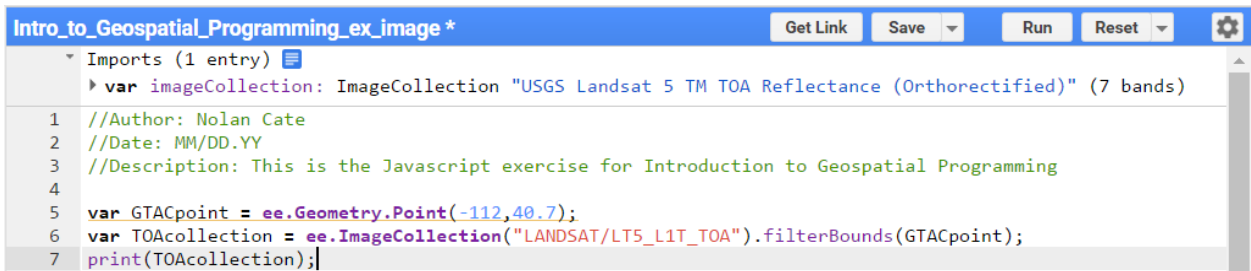 Intro_to_Geospatial_Programming_ex_image * Get Link Save Run Reset
Imports (1 entry)
var imageCollection: ImageCollection "USGS Landsat 5 TM TOA Reflectance (Orthorectified)" (7 bands)
1 //Author: Nolan Cate
2 //Date: MM/DD.YY
3 //Description: This is the Javascript exercise for Introduction to Geospatial Programming
4
5 var GTACpoint = ee.Geometry.Point(-112,40.7);
6 var TOAcollection = ee.ImageCollection("LANDSAT/LT5_L1T_TOA").filterBounds(GTACpoint);
7 print(TOAcollection);